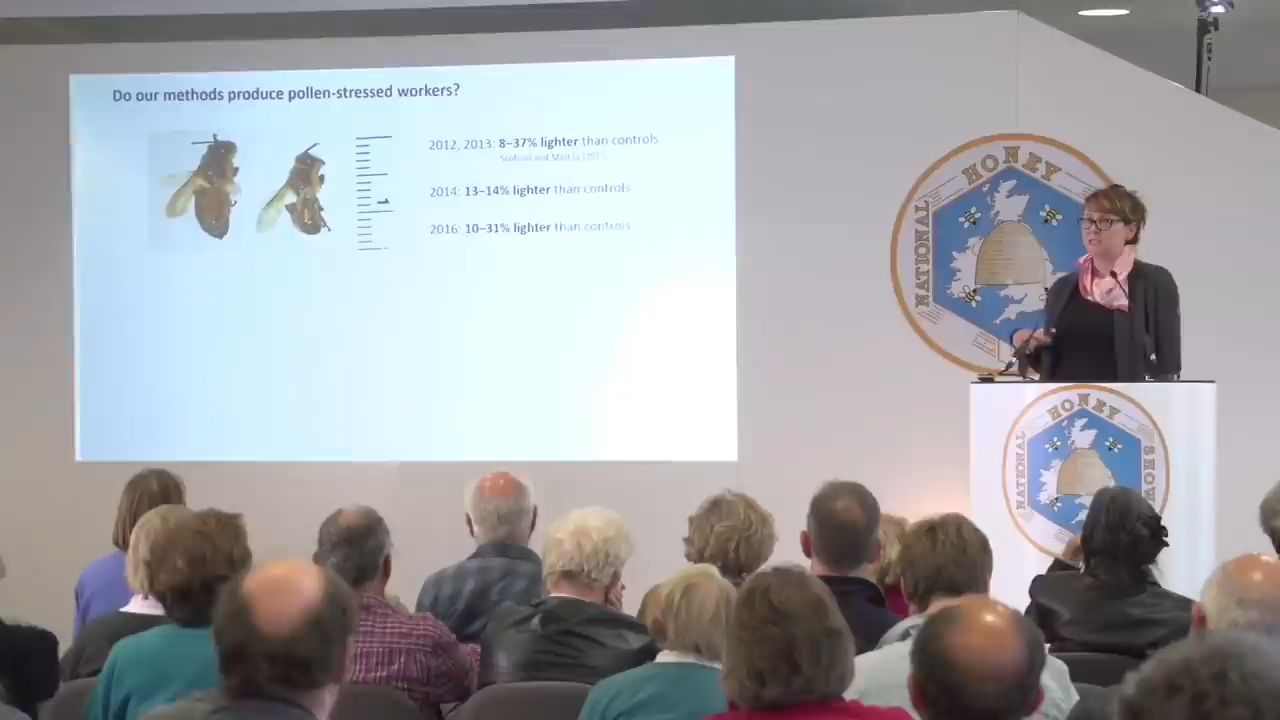 Do our methods produce pollen-stressed workers?
2012, 2013: 8–37% lighter than controls
2014: 13–14% lighter than controls
2016: 10–31% lighter than controls
1
NATIONAL
HONEY
NATIONAL
HONEY
SHOW